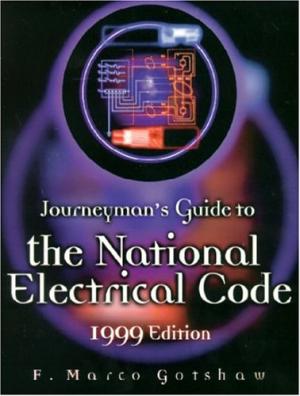 Journeyman's Guide to
the National
Electrical Code
1999 Edition
F. Marco Gotshaw